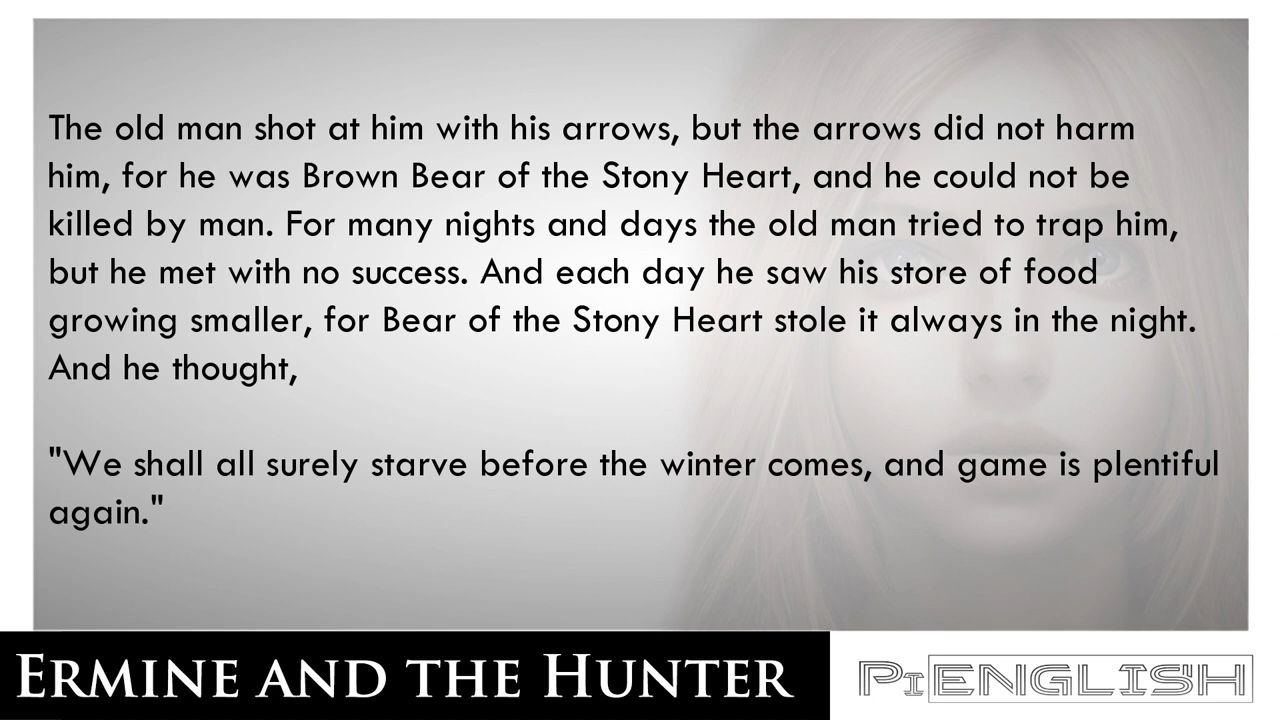 The old man shot at him with his arrows, but the arrows did not harm
him, for he was Brown Bear of the Stony Heart, and he could not be
killed by man. For many nights and days the old man tried to trap him,
but he met with no success. And each day he saw his store of food
growing smaller, for Bear of the Stony Heart stole it always in the night.
And he thought,
"We shall all surely starve before the winter comes, and game is plentiful
again."
ERMINE AND THE HUNTER
PIENGLISH